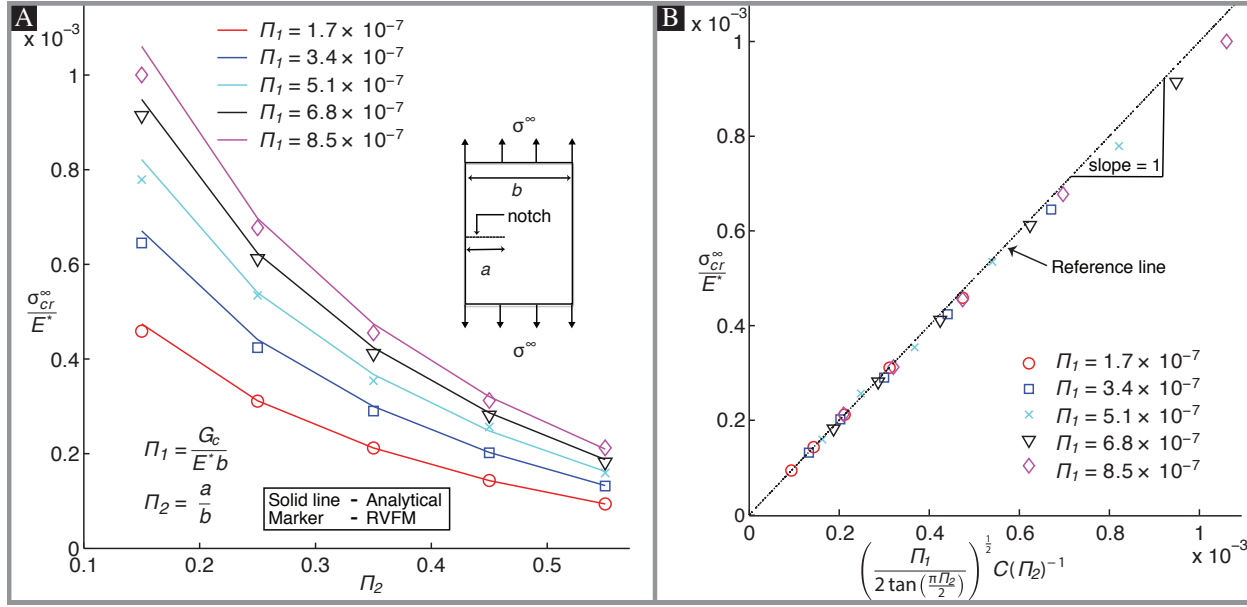 A
x 10⁻³
1
0.8
0.6
0.4
0.2
0
σ∞cr / E*
0.1
0.2
0.3
0.4
0.5
Π₂
Π₁ = 1.7 × 10⁻⁷
Π₁ = 3.4 × 10⁻⁷
Π₁ = 5.1 × 10⁻⁷
Π₁ = 6.8 × 10⁻⁷
Π₁ = 8.5 × 10⁻⁷
σ∞
b
notch
a
σ∞
Π₁ = Gc / E*b
Π₂ = a / b
Solid line - Analytical
Marker - RVFM
B
x 10⁻³
1
0.8
0.6
0.4
0.2
0
σ∞cr / E*
slope = 1
Reference line
Π₁ = 1.7 × 10⁻⁷
Π₁ = 3.4 × 10⁻⁷
Π₁ = 5.1 × 10⁻⁷
Π₁ = 6.8 × 10⁻⁷
Π₁ = 8.5 × 10⁻⁷
0
0.2
0.4
0.6
0.8
1
x 10⁻³
(Π₁ / 2 tan(πΠ₂/2))^½ C(Π₂)⁻¹